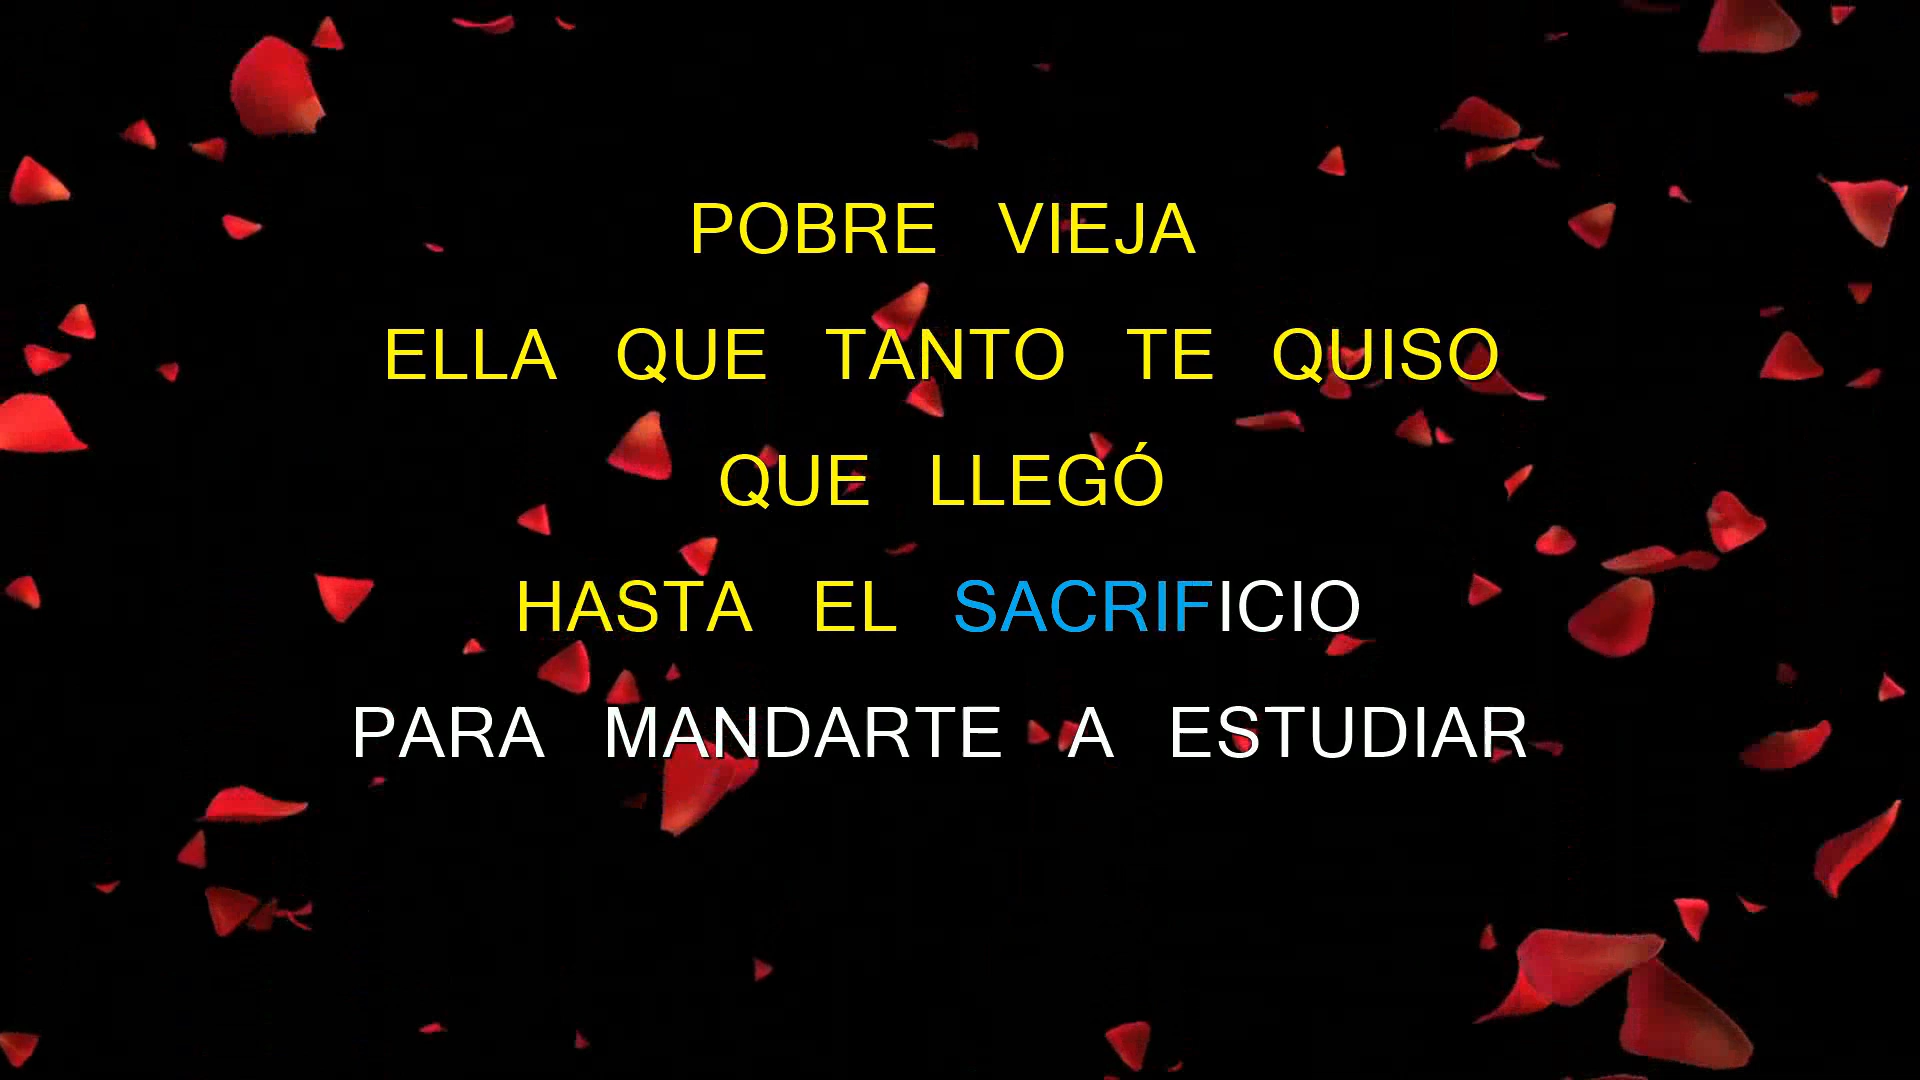 POBRE VIEJA
ELLA QUE TANTO TE QUISO
QUE LLEGÓ
HASTA EL SACRIFICIO
PARA MANDARTE A ESTUDIAR